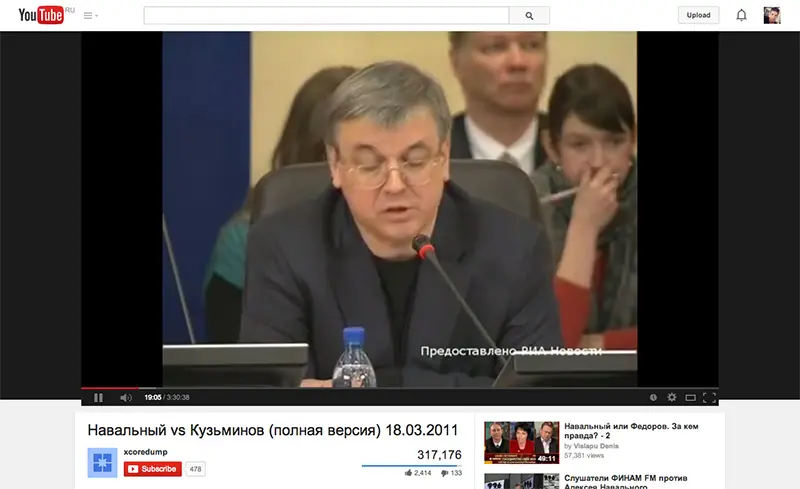 YouTube RU
Upload
Предоставлено РИА Новости
19:05 / 3:30:38
Навальный vs Кузьминов (полная версия) 18.03.2011
xcoredump
Subscribe 478
317,176
2,414 133
Навальный или Федоров. За кем
правда? - 2
by Vislapu Denis
57,381 views
49:11
Слушатели ФИНАМ FM против
Алексея Навального